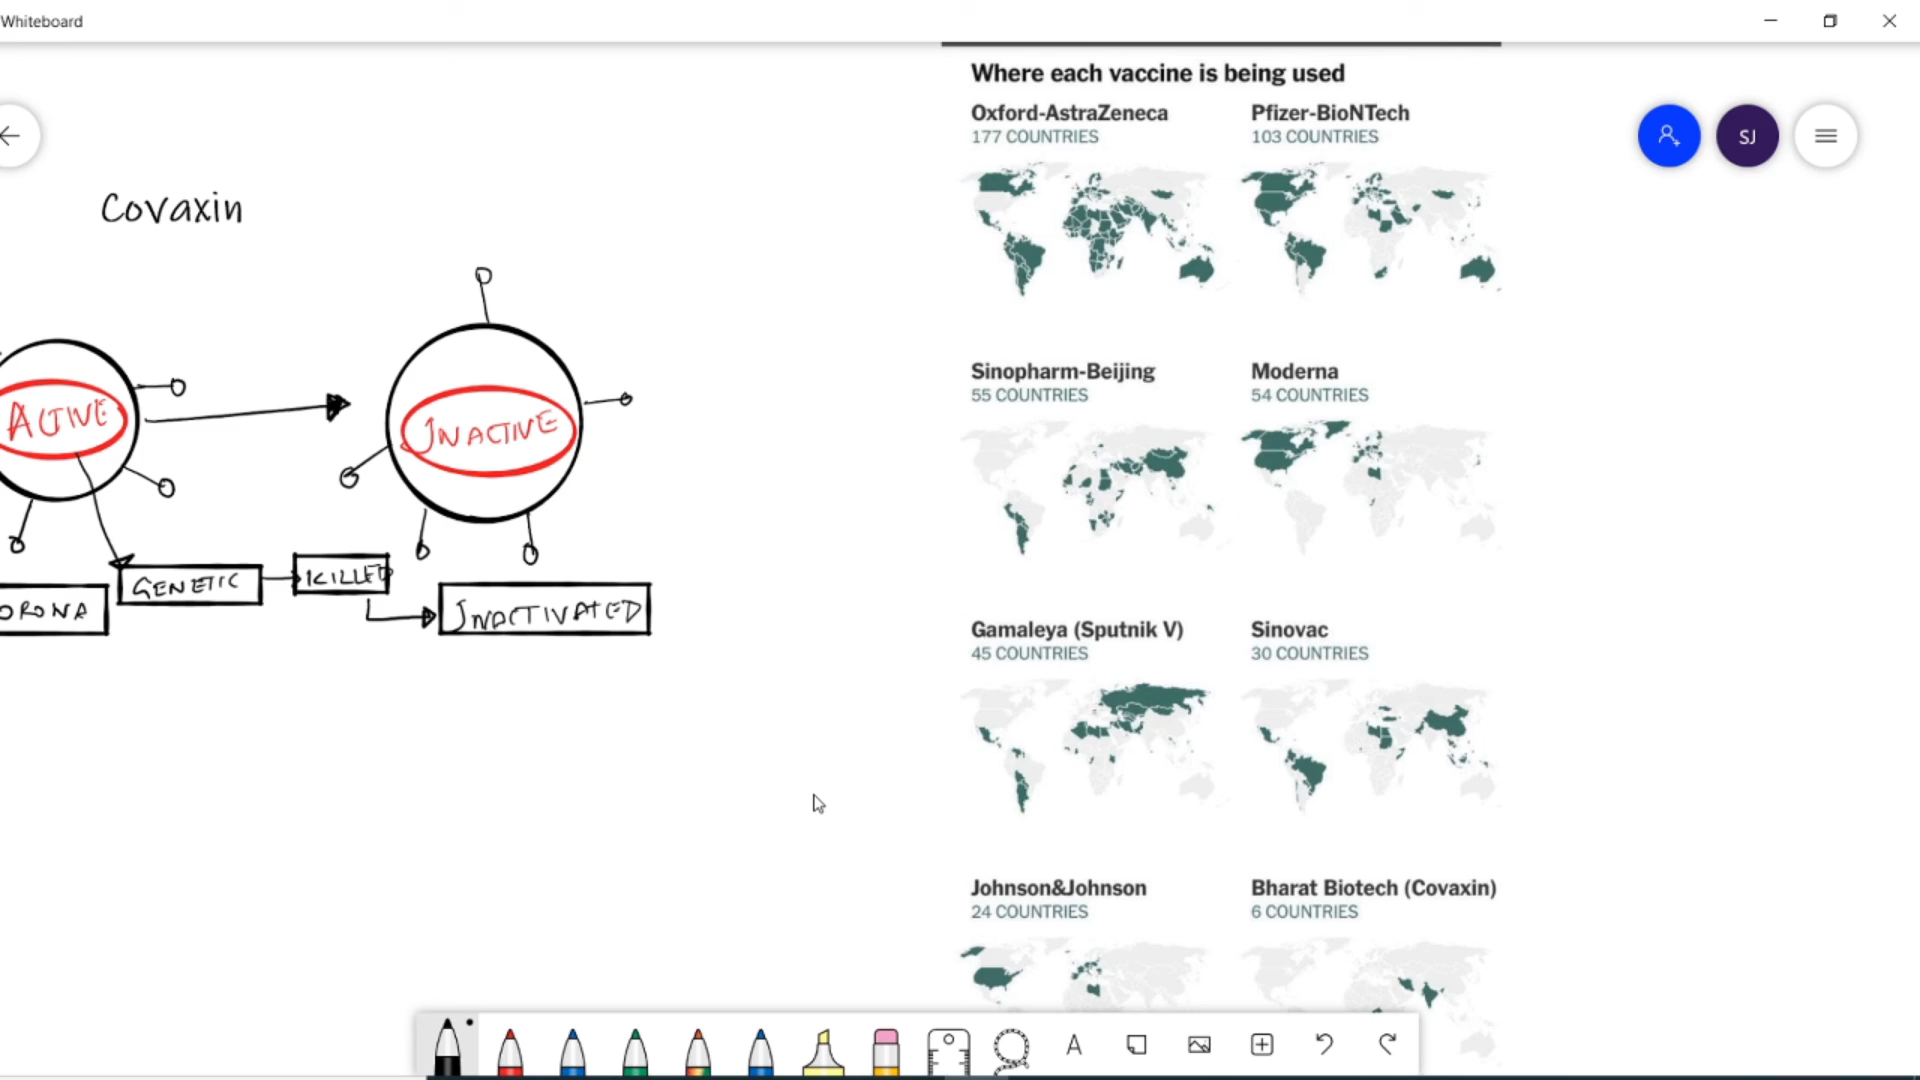 Whiteboard
Covaxin
ACTIVE
INACTIVE
GENETIC
KILLED
ORONA
INACTIVATED
Where each vaccine is being used
Oxford-AstraZeneca
177 COUNTRIES
Pfizer-BioNTech
103 COUNTRIES
Sinopharm-Beijing
55 COUNTRIES
Moderna
54 COUNTRIES
Gamaleya (Sputnik V)
45 COUNTRIES
Sinovac
30 COUNTRIES
Johnson&Johnson
24 COUNTRIES
Bharat Biotech (Covaxin)
6 COUNTRIES
SJ
A